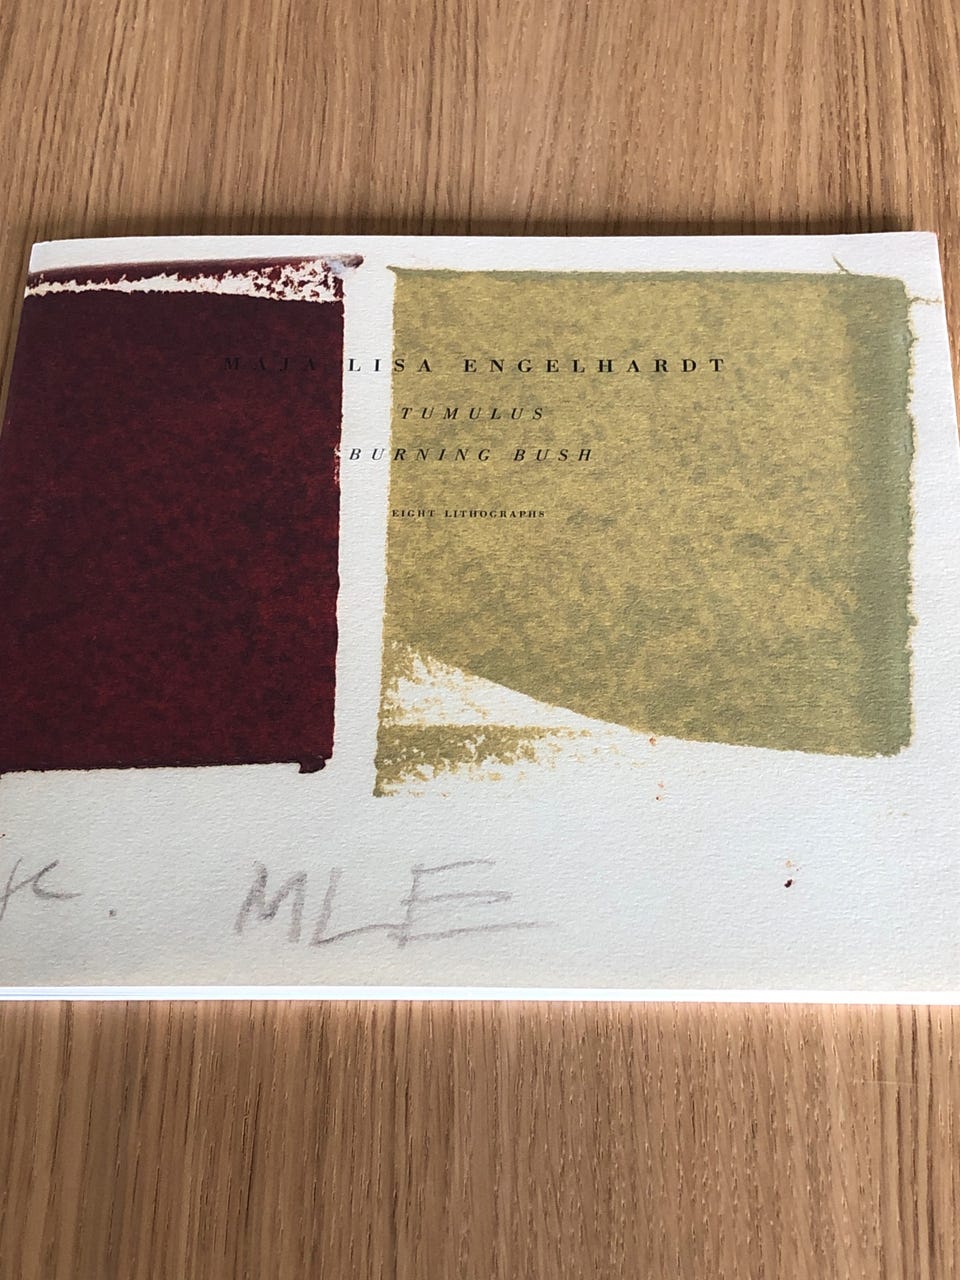 MAJA LISA ENGELHARDT
TUMULUS
BURNING BUSH
EIGHT LITHOGRAPHS
MLE